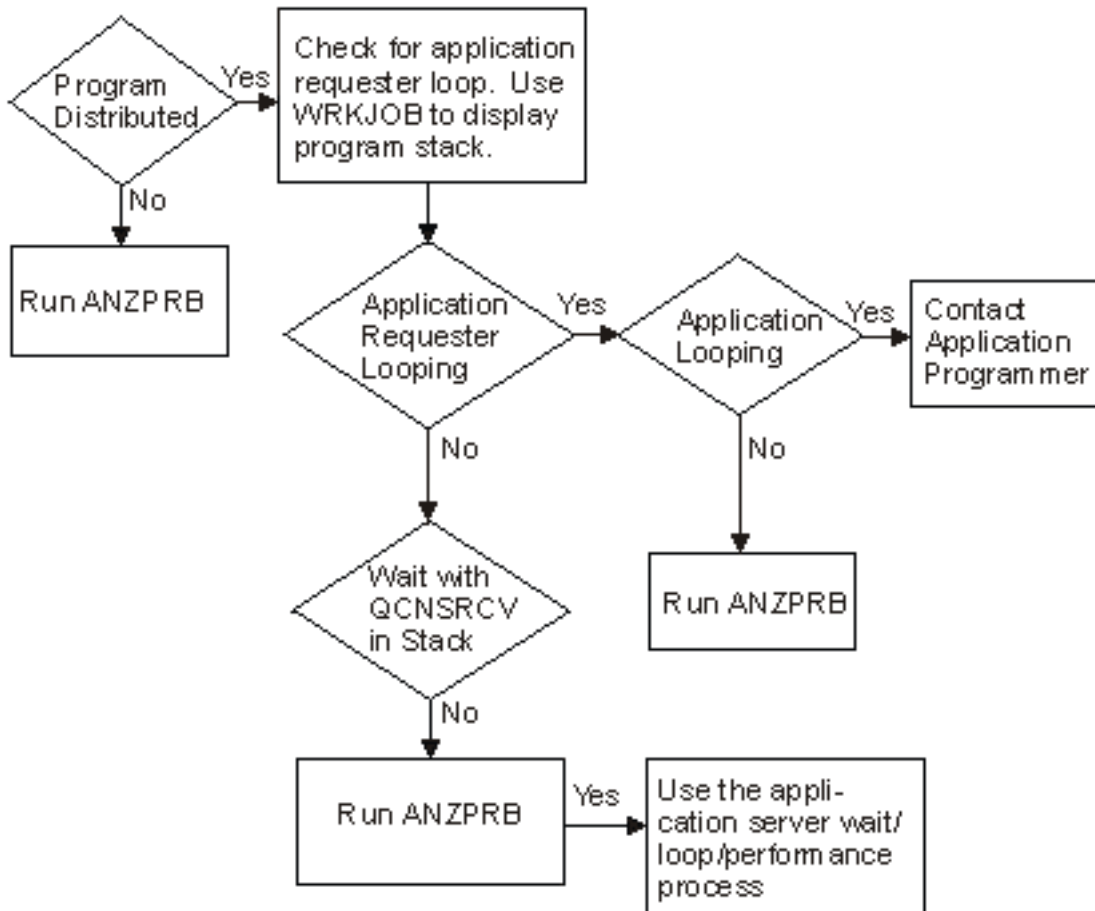 Program
Distributed
Yes
Check for application
requester loop. Use
WRKJOB to display
program stack.
No
Run ANZPRB
Application
Requester
Looping
Yes
Application
Looping
Yes
Contact
Application
Programmer
No
No
Wait with
QCNSRCV
in Stack
Run ANZPRB
No
Run ANZPRB
Yes
Use the appli-
cation server wait/
loop/performance
process